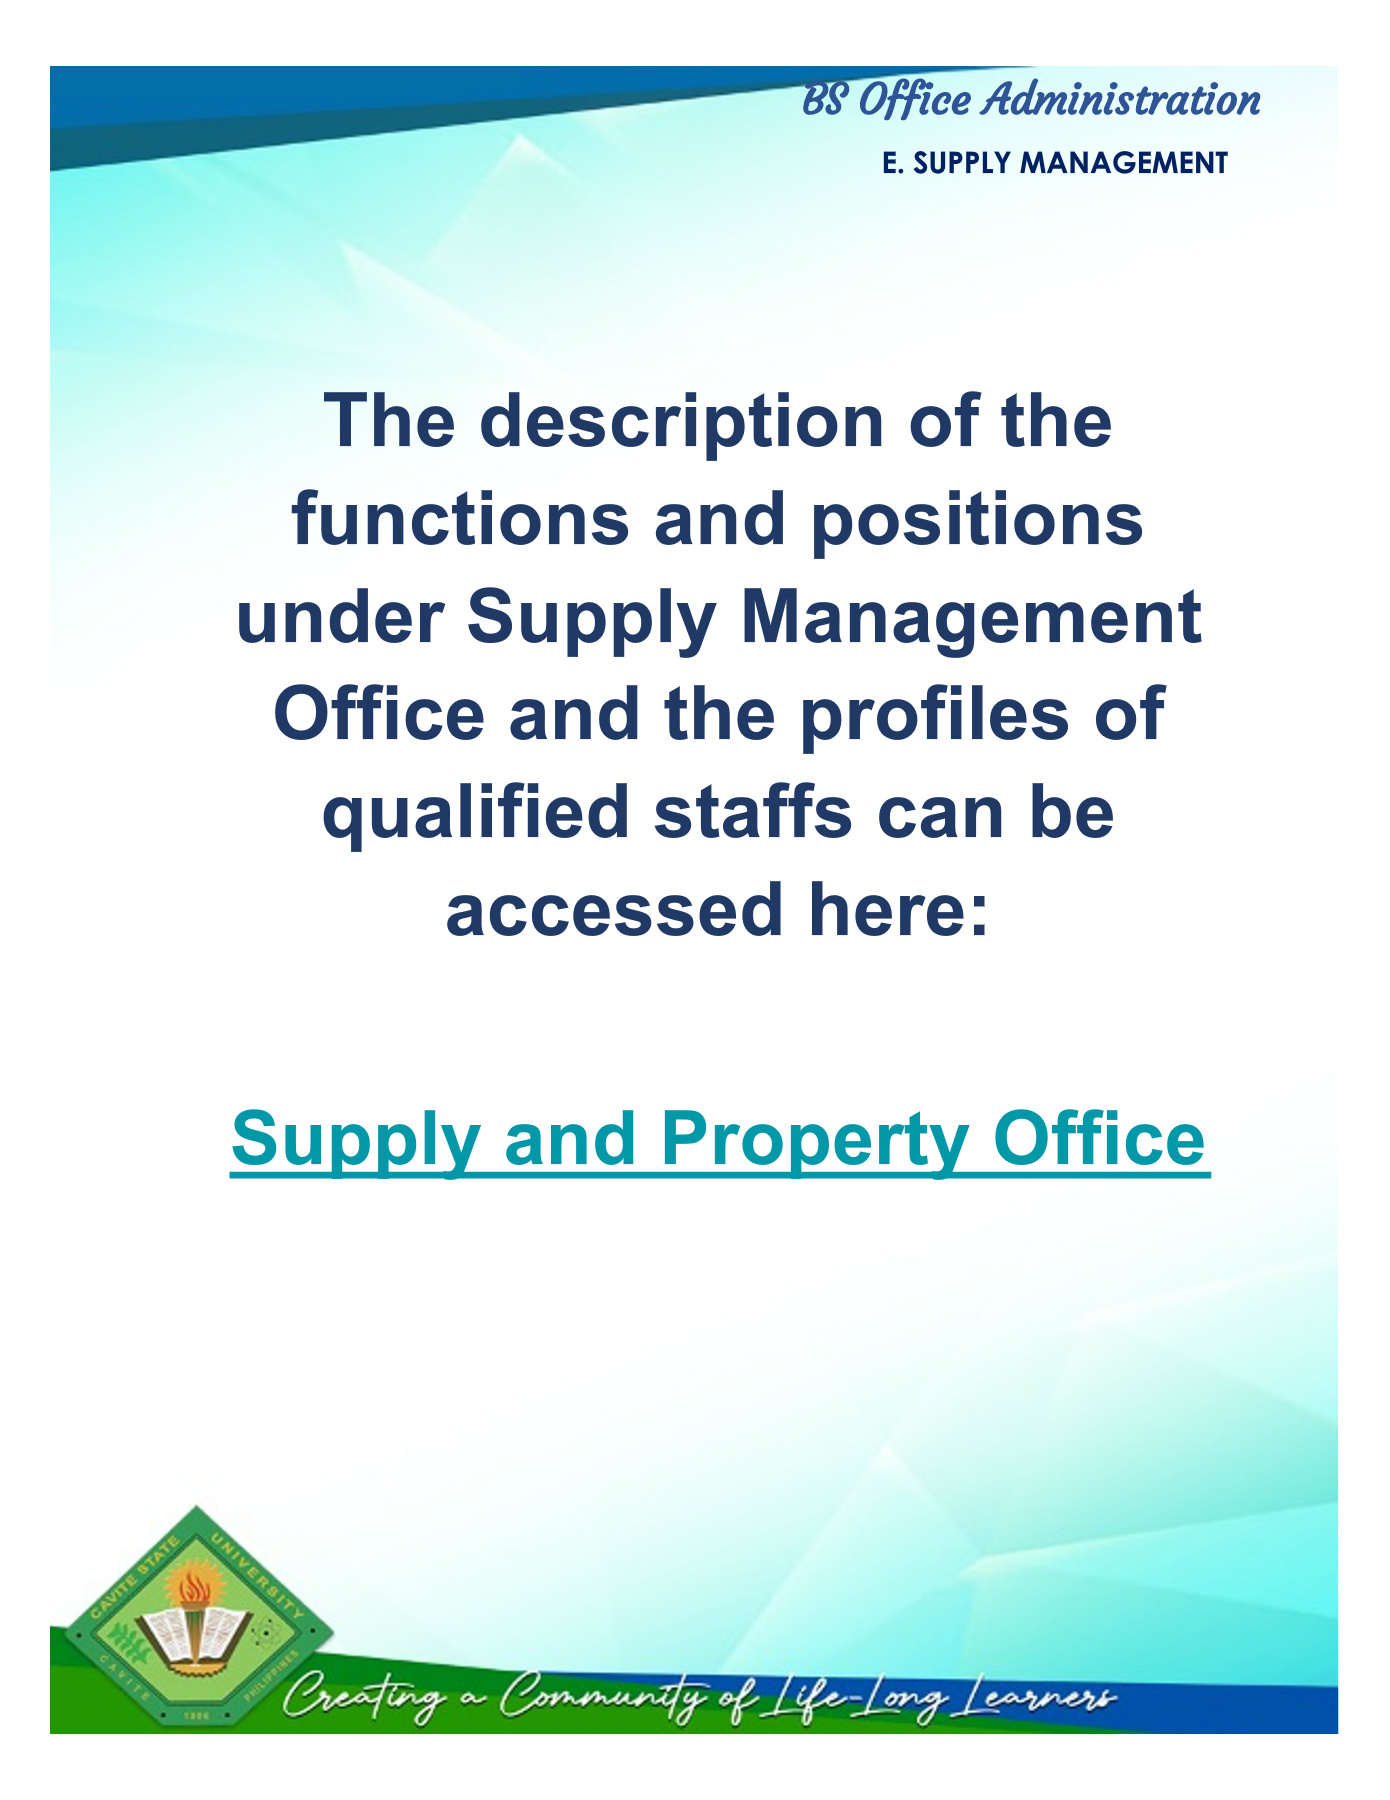 BS Office Administration
E. SUPPLY MANAGEMENT
The description of the
functions and positions
under Supply Management
Office and the profiles of
qualified staffs can be
accessed here:
Supply and Property Office
CAVITE STATE UNIVERSITY
CAVITE PHILIPPINES
1906
Creating a Community of Life-Long Learners